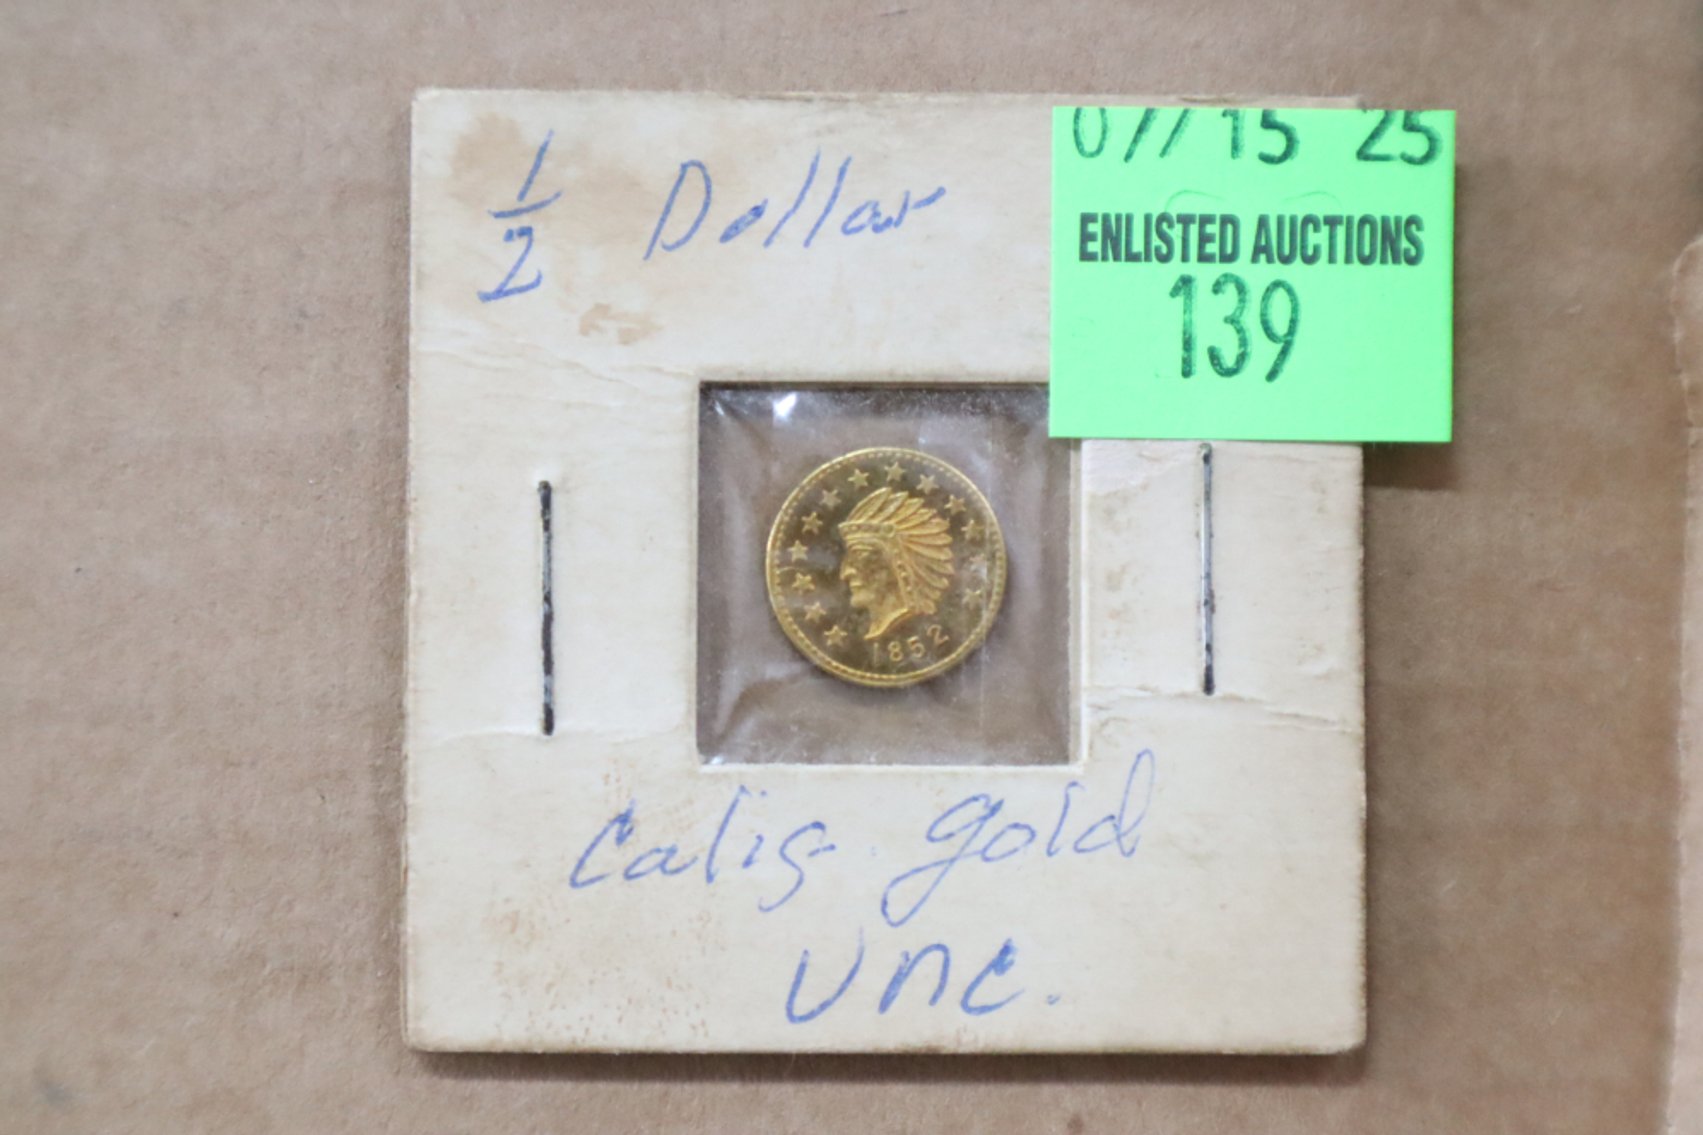 ½ Dollar
07/15 25
ENLISTED AUCTIONS
139
1852
Calif. gold
Unc.